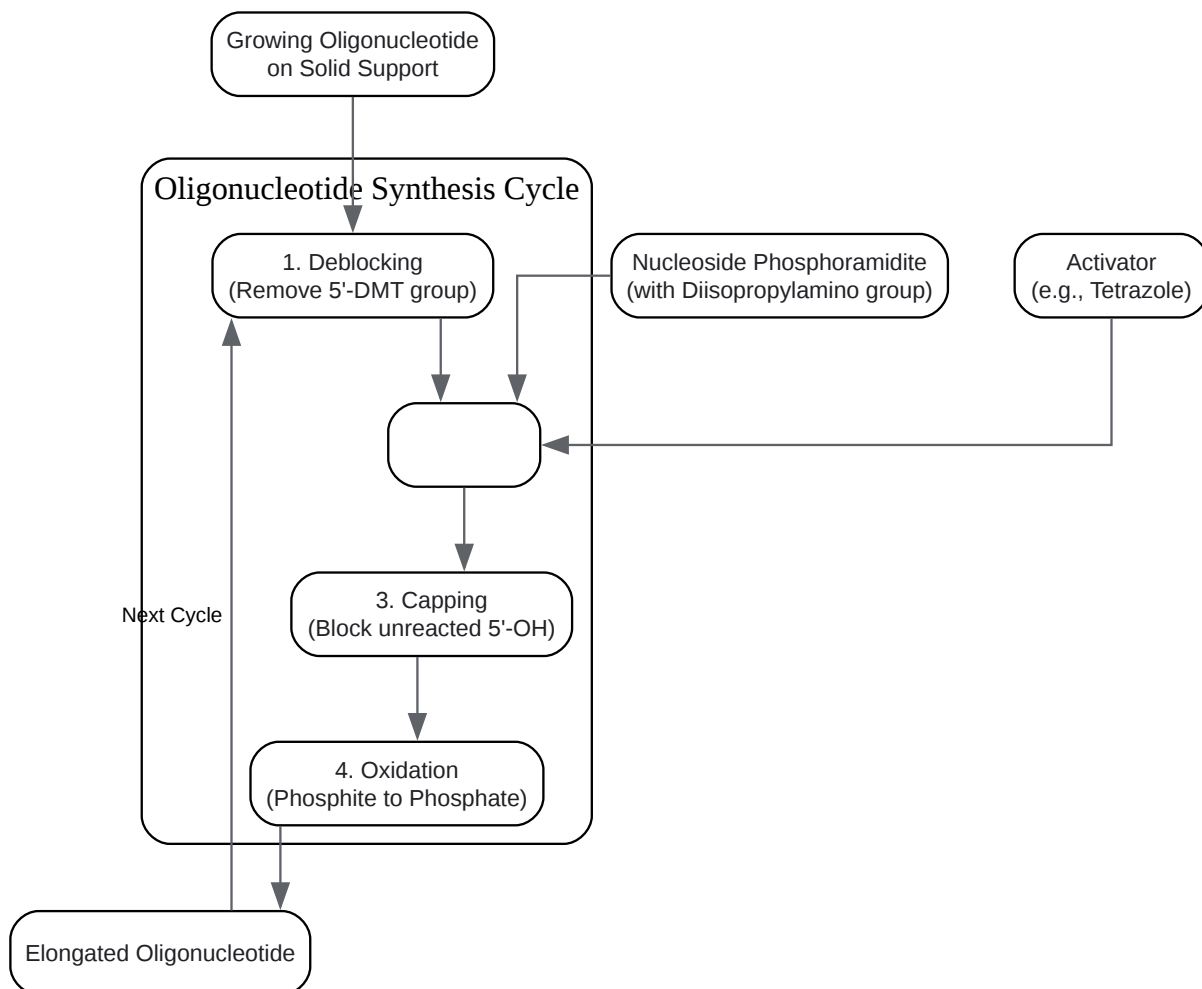 Growing Oligonucleotide
on Solid Support
Oligonucleotide Synthesis Cycle
1. Deblocking
(Remove 5'-DMT group)
Nucleoside Phosphoramidite
(with Diisopropylamino group)
Activator
(e.g., Tetrazole)
3. Capping
(Block unreacted 5'-OH)
Next Cycle
4. Oxidation
(Phosphite to Phosphate)
Elongated Oligonucleotide